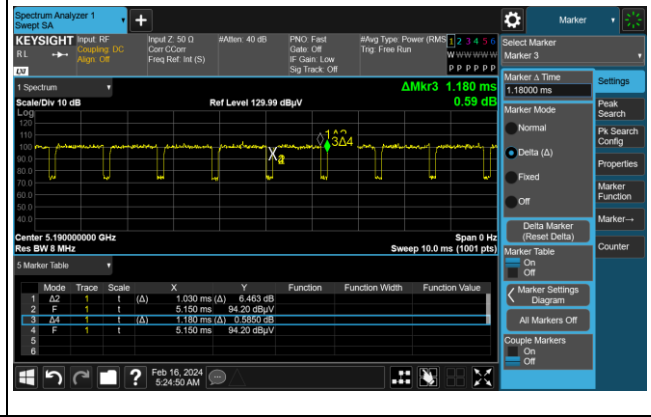 Spectrum Analyzer 1
Swept SA
Marker
KEYSIGHT Input: RF Input Z: 50 Ω #Atten: 40 dB PNO: Fast #Avg Type: Power (RMS 1 2 3 4 5 6
RL Coupling: DC Corr CCorr Gate: Off Trig: Free Run W W W W W W
Align: Off Freq Ref: Int (S) IF Gain: Low P P P P P P
LXI Sig Track: Off
Select Marker
Marker 3
1 Spectrum ΔMkr3 1.180 ms
Scale/Div 10 dB Ref Level 129.99 dBµV 0.59 dB
Log
120
110
100
90.0
80.0
70.0
60.0
50.0
40.0
3Δ4
X
Center 5.190000000 GHz Span 0 Hz
Res BW 8 MHz Sweep 10.0 ms (1001 pts)
5 Marker Table
Mode Trace Scale X Y Function Function Width Function Value
1 Δ2 1 t (Δ) 1.030 ms (Δ) 6.463 dB
2 F 1 t 5.150 ms 94.20 dBµV
3 Δ4 1 t (Δ) 1.180 ms (Δ) 0.5850 dB
4 F 1 t 5.150 ms 94.20 dBµV
5
6
Feb 16, 2024
5:24:50 AM
Marker Δ Time
1.18000 ms
Marker Mode
Normal
Delta (Δ)
Fixed
Off
Delta Marker
(Reset Delta)
Marker Table
On
Off
Marker Settings
Diagram
All Markers Off
Couple Markers
On
Off
Settings
Peak
Search
Pk Search
Config
Properties
Marker
Function
Marker→
Counter